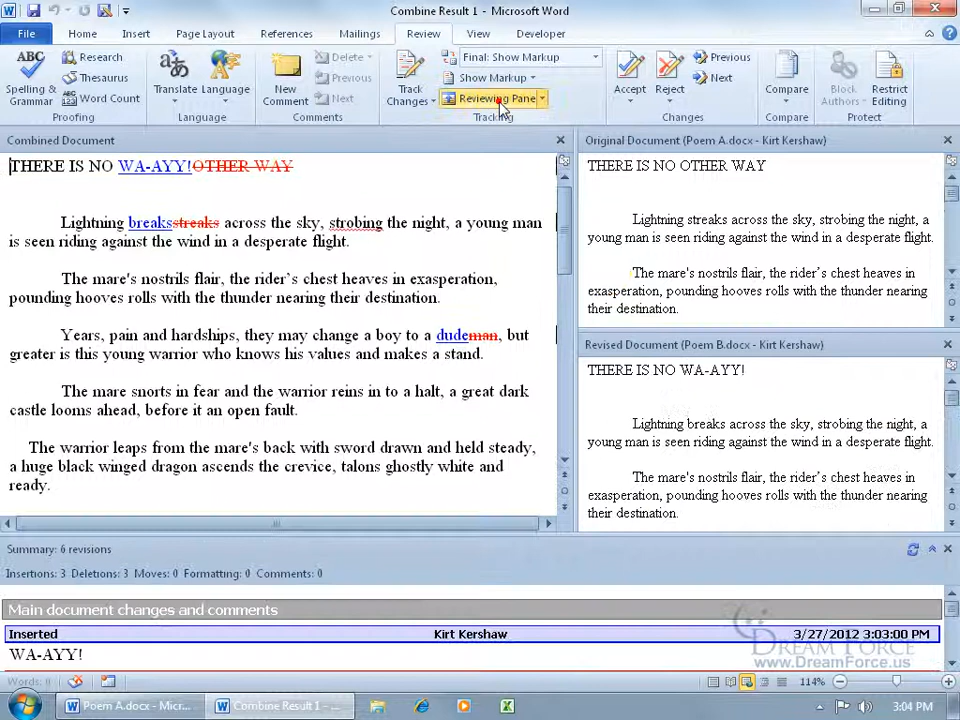 Combine Result 1 - Microsoft Word
File Home Insert Page Layout References Mailings Review View Developer
ABC Spelling & Grammar Research Thesaurus Word Count Proofing
Translate Language Language
New Comment Delete Previous Next Comments
Track Changes Final: Show Markup Show Markup Reviewing Pane Tracking
Accept Reject Previous Next Changes
Compare Compare
Block Authors Restrict Editing Protect
Combined Document
THERE IS NO WA-AYY!OTHER WAY
Lightning breaksstreaks across the sky, strobing the night, a young man
is seen riding against the wind in a desperate flight.
The mare's nostrils flair, the rider’s chest heaves in exasperation,
pounding hooves rolls with the thunder nearing their destination.
Years, pain and hardships, they may change a boy to a dudeman, but
greater is this young warrior who knows his values and makes a stand.
The mare snorts in fear and the warrior reins in to a halt, a great dark
castle looms ahead, before it an open fault.
The warrior leaps from the mare's back with sword drawn and held steady,
a huge black winged dragon ascends the crevice, talons ghostly white and
ready.
Original Document (Poem A.docx - Kirt Kershaw)
THERE IS NO OTHER WAY
Lightning streaks across the sky, strobing the night, a
young man is seen riding against the wind in a desperate flight.
The mare's nostrils flair, the rider’s chest heaves in
exasperation, pounding hooves rolls with the thunder nearing
their destination.
Revised Document (Poem B.docx - Kirt Kershaw)
THERE IS NO WA-AYY!
Lightning breaks across the sky, strobing the night, a
young man is seen riding against the wind in a desperate flight.
The mare's nostrils flair, the rider’s chest heaves in
exasperation, pounding hooves rolls with the thunder nearing
their destination.
Summary: 6 revisions
Insertions: 3 Deletions: 3 Moves: 0 Formatting: 0 Comments: 0
Main document changes and comments
Inserted Kirt Kershaw 3/27/2012 3:03:00 PM
WA-AYY!
DREAM FORCE
www.DreamForce.us
Words: 0 114%
Poem A.docx - Micr... Combine Result 1 - ... 3:04 PM